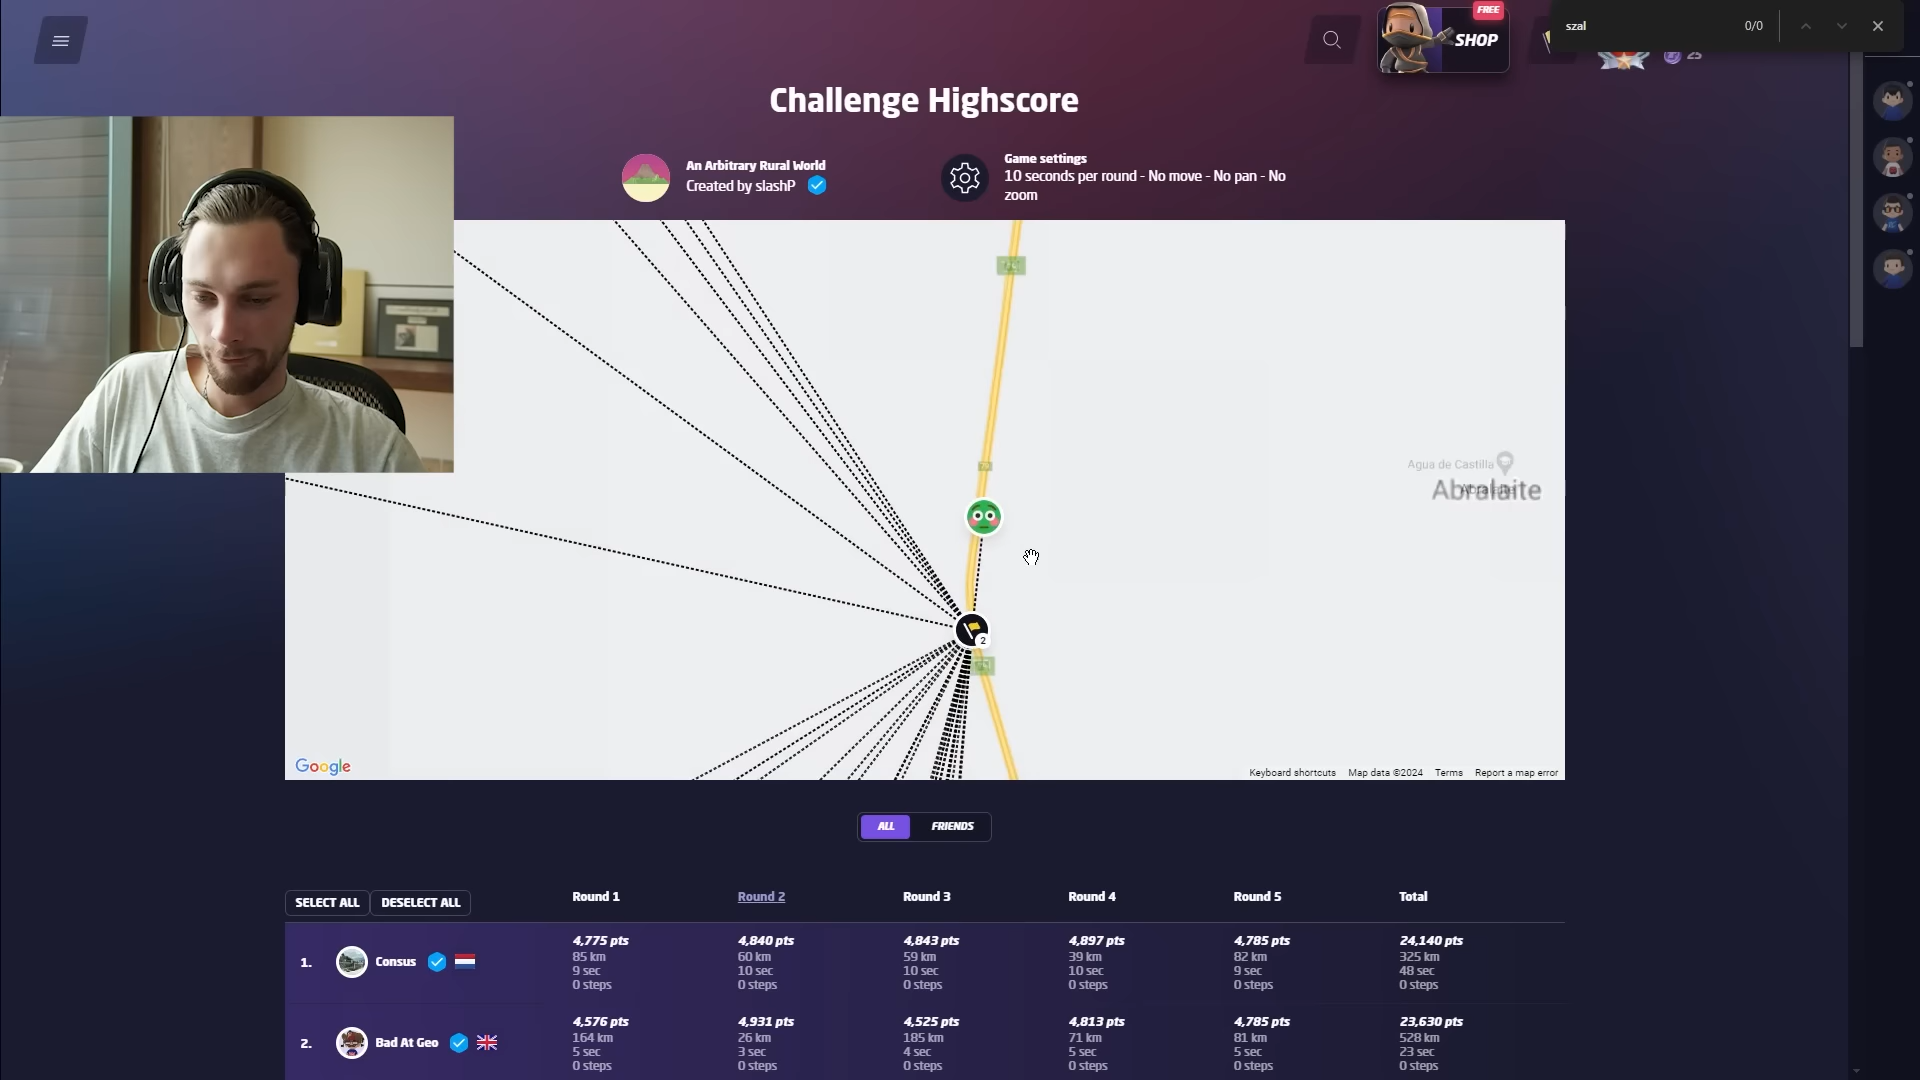 FREE
SHOP
szal
0/0
25
Challenge Highscore
An Arbitrary Rural World
Created by slashP
Game settings
10 seconds per round - No move - No pan - No
zoom
79
Agua de Castilla
Abralaite
2
Google
Keyboard shortcuts
Map data ©2024
Terms
Report a map error
ALL
FRIENDS
SELECT ALL
DESELECT ALL
Round 1
Round 2
Round 3
Round 4
Round 5
Total
1.
Consus
4,775 pts
4,840 pts
4,843 pts
4,897 pts
4,785 pts
24,140 pts
85 km
60 km
59 km
39 km
82 km
325 km
9 sec
10 sec
10 sec
10 sec
9 sec
48 sec
0 steps
0 steps
0 steps
0 steps
0 steps
0 steps
2.
Bad At Geo
4,576 pts
4,931 pts
4,525 pts
4,813 pts
4,785 pts
23,630 pts
164 km
26 km
185 km
71 km
81 km
528 km
5 sec
3 sec
4 sec
5 sec
5 sec
23 sec
0 steps
0 steps
0 steps
0 steps
0 steps
0 steps